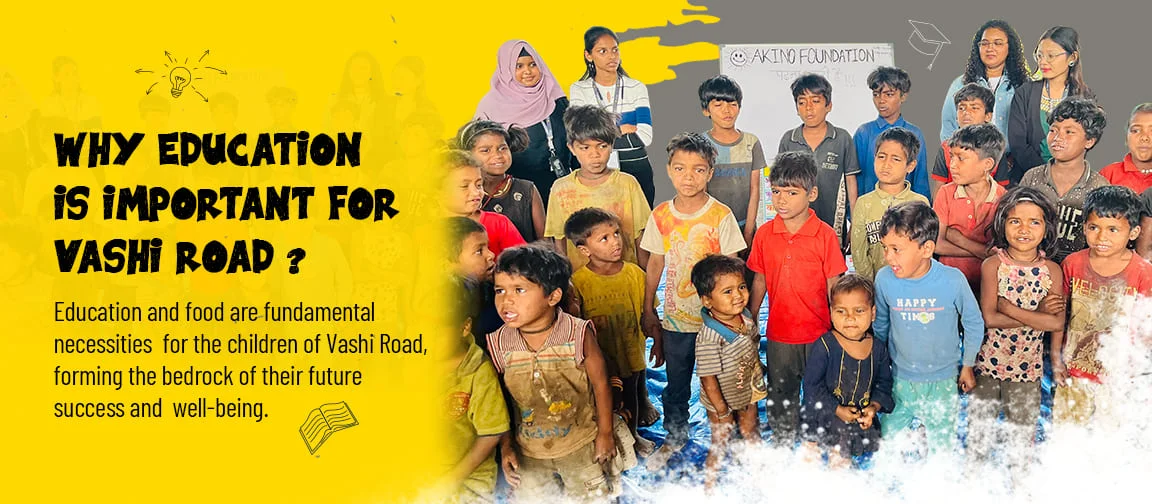 WHY EDUCATION
IS IMPORTANT FOR
VASHI ROAD ?
Education and food are fundamental
necessities for the children of Vashi Road,
forming the bedrock of their future
success and well-being.
AKINO FOUNDATION
HAPPY
TIMES